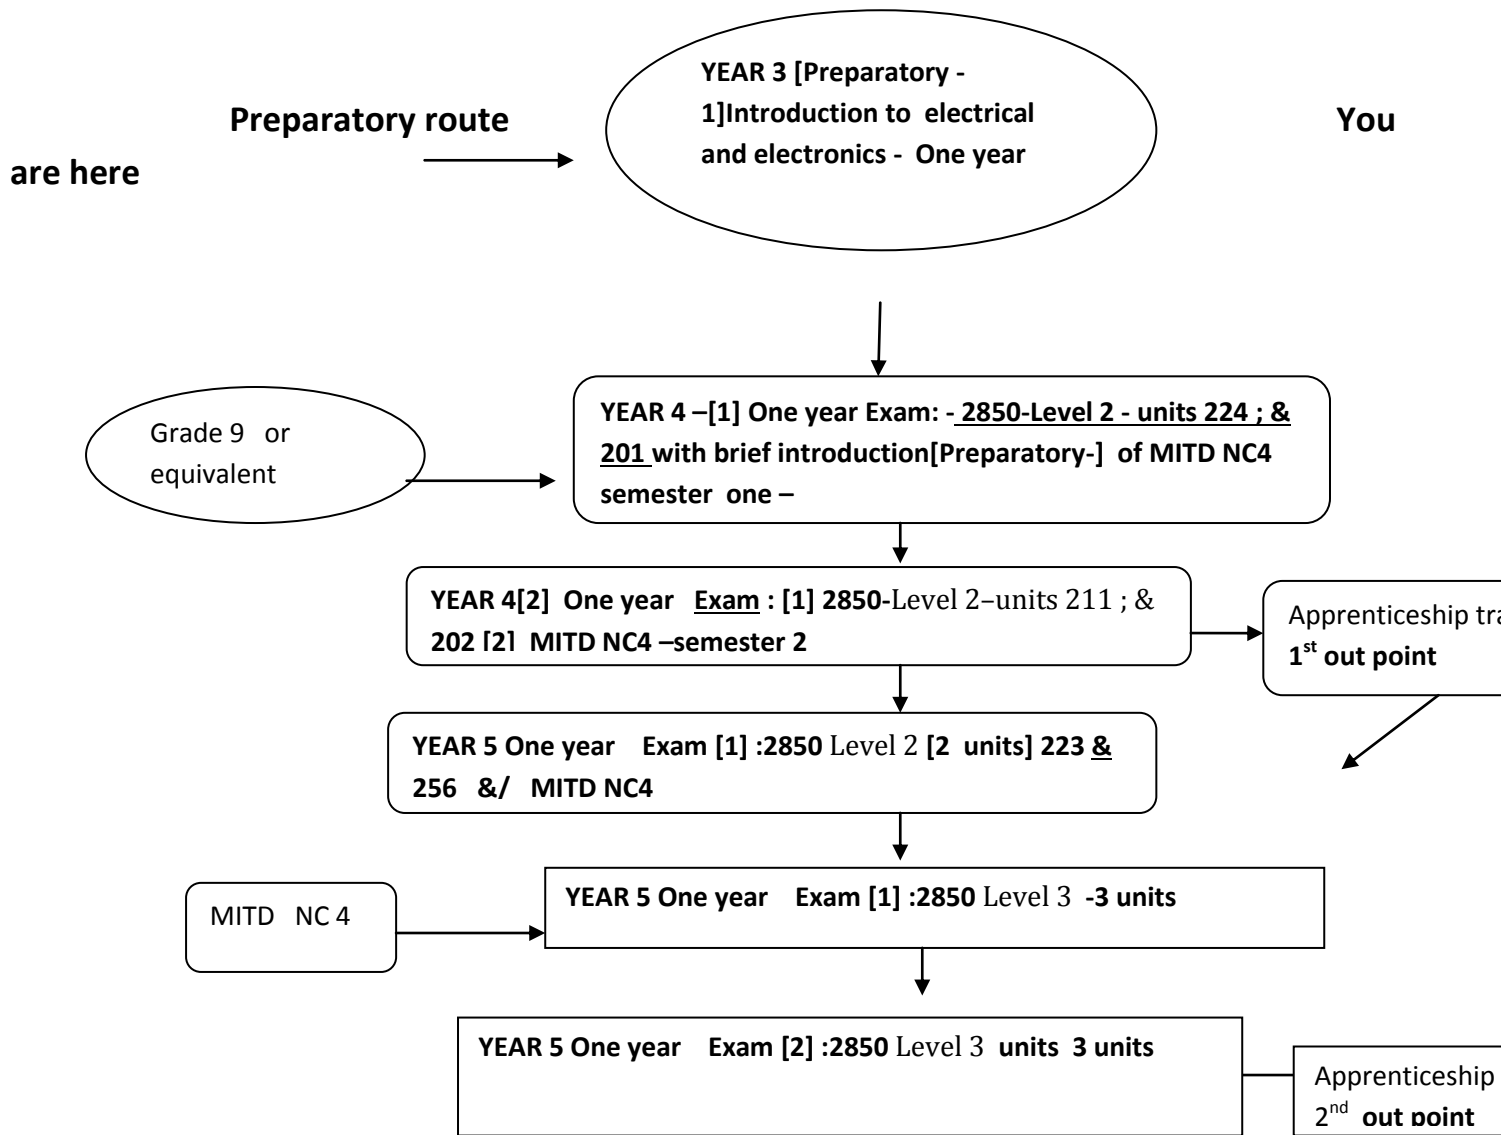 YEAR 3 [Preparatory -
1]Introduction to electrical
and electronics - One year
Preparatory route
You
are here
Grade 9 or
equivalent
YEAR 4 –[1] One year Exam: - 2850-Level 2 - units 224 ; &
201 with brief introduction[Preparatory-] of MITD NC4
semester one –
YEAR 4[2] One year Exam : [1] 2850-Level 2–units 211 ; &
202 [2] MITD NC4 –semester 2
Apprenticeship tra
1st out point
YEAR 5 One year Exam [1] :2850 Level 2 [2 units] 223 &
256 &/ MITD NC4
MITD NC 4
YEAR 5 One year Exam [1] :2850 Level 3 -3 units
YEAR 5 One year Exam [2] :2850 Level 3 units 3 units
Apprenticeship
2nd out point